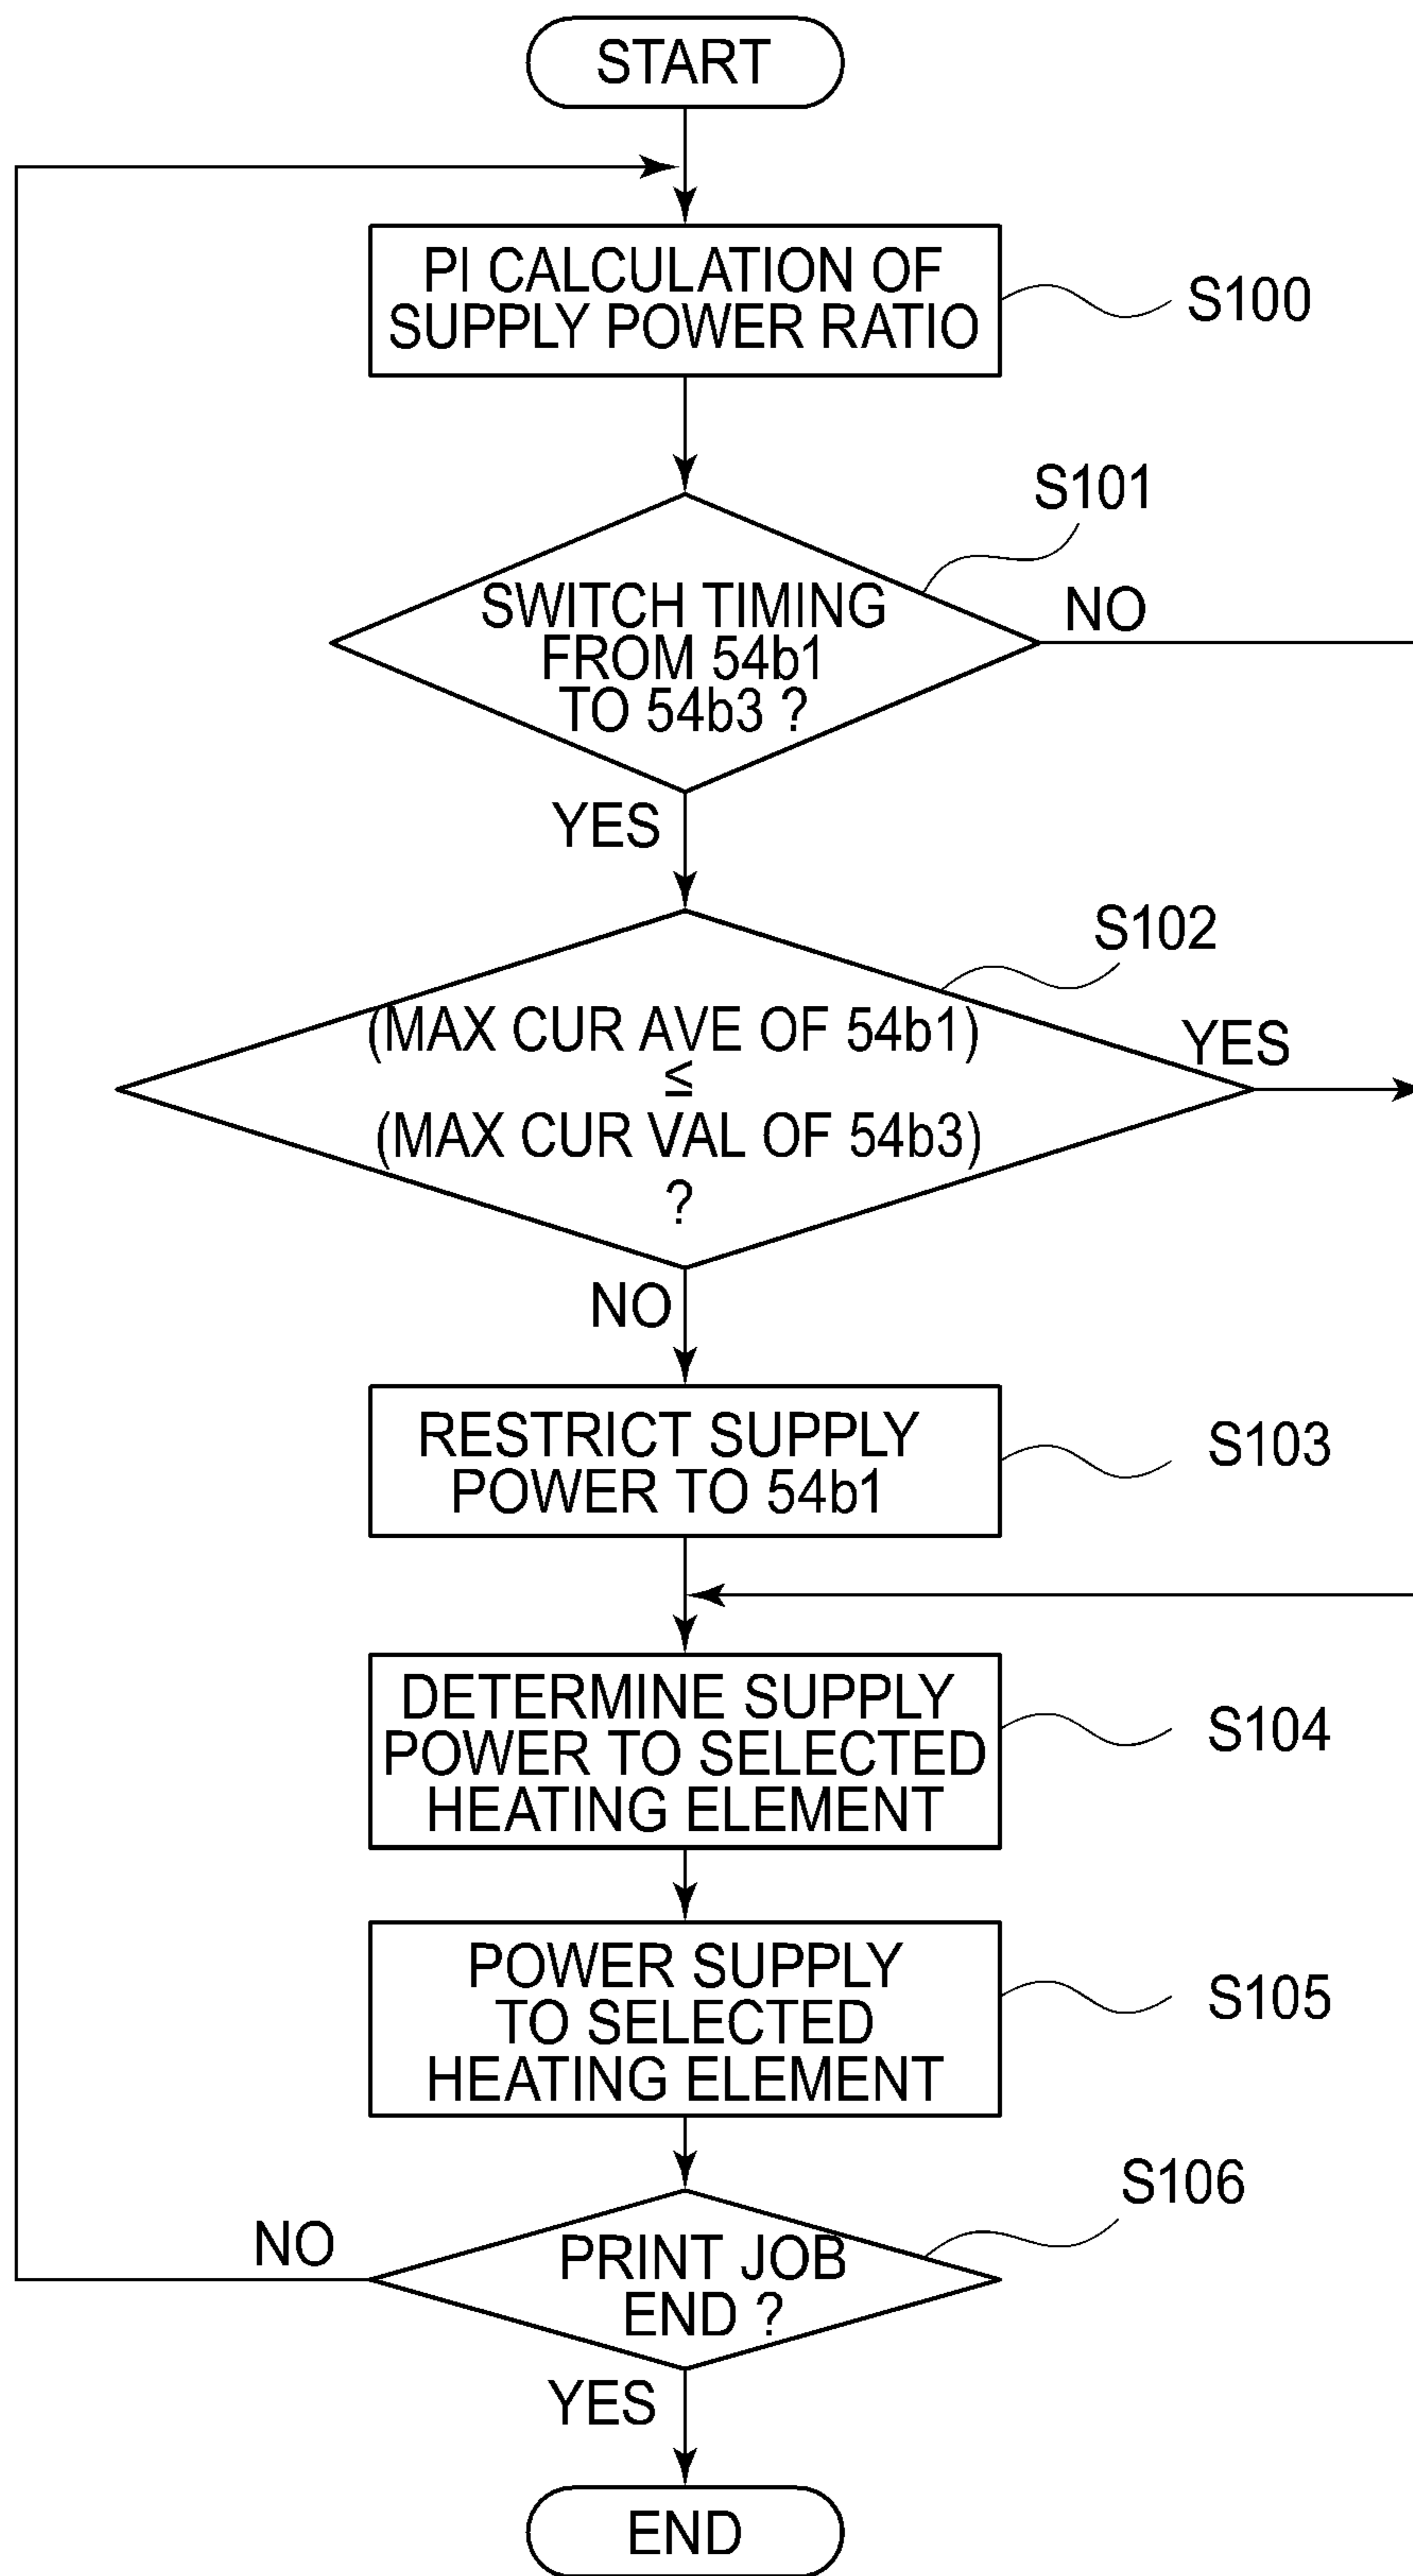 START
PI CALCULATION OF
SUPPLY POWER RATIO
S100
S101
SWITCH TIMING
FROM 54b1
TO 54b3 ?
NO
YES
S102
(MAX CUR AVE OF 54b1)
≤
(MAX CUR VAL OF 54b3)
?
YES
NO
RESTRICT SUPPLY
POWER TO 54b1
S103
DETERMINE SUPPLY
POWER TO SELECTED
HEATING ELEMENT
S104
POWER SUPPLY
TO SELECTED
HEATING ELEMENT
S105
S106
NO
PRINT JOB
END ?
YES
END